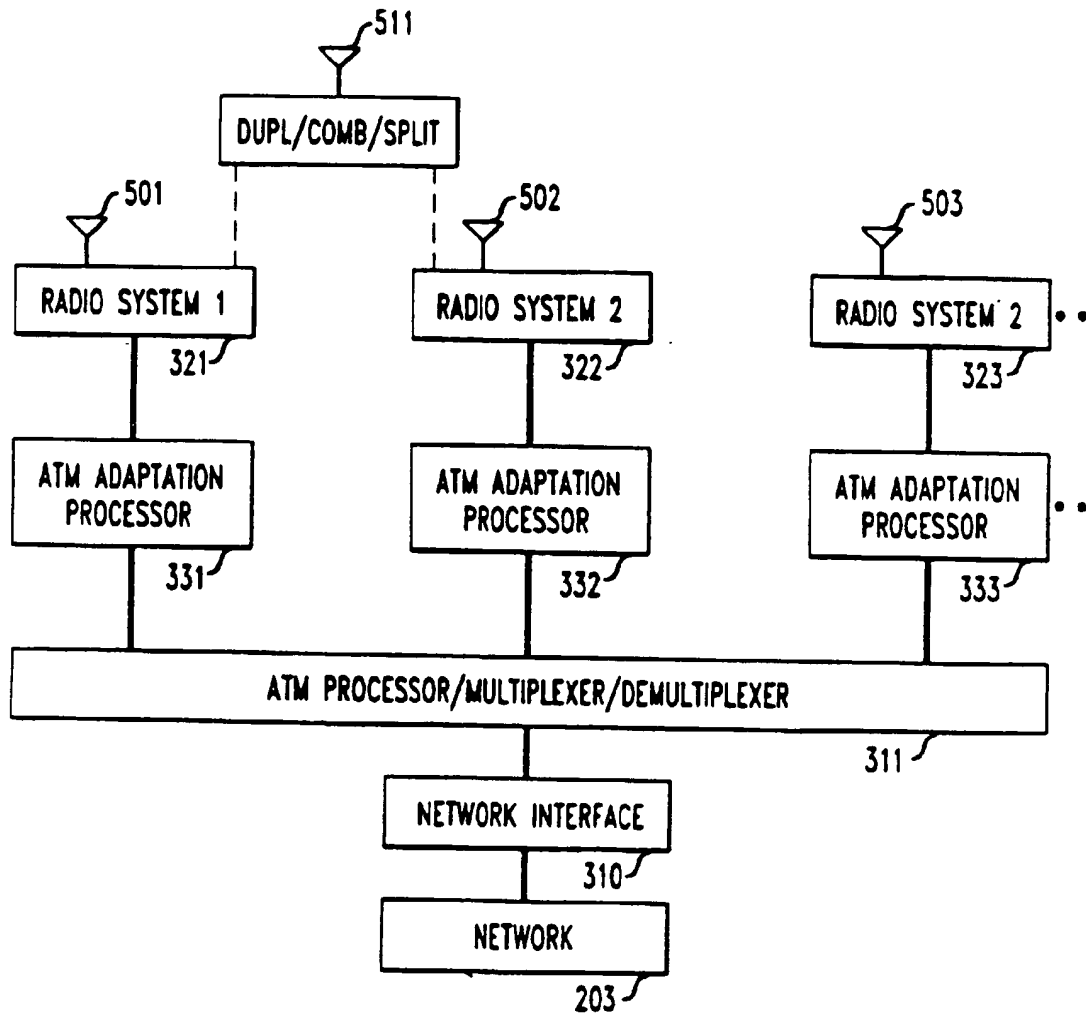 511
DUPL/COMB/SPLIT
501
502
503
RADIO SYSTEM 1
RADIO SYSTEM 2
RADIO SYSTEM 2
321
322
323
ATM ADAPTATION
PROCESSOR
ATM ADAPTATION
PROCESSOR
ATM ADAPTATION
PROCESSOR
331
332
333
ATM PROCESSOR/MULTIPLEXER/DEMULTIPLEXER
311
NETWORK INTERFACE
310
NETWORK
203